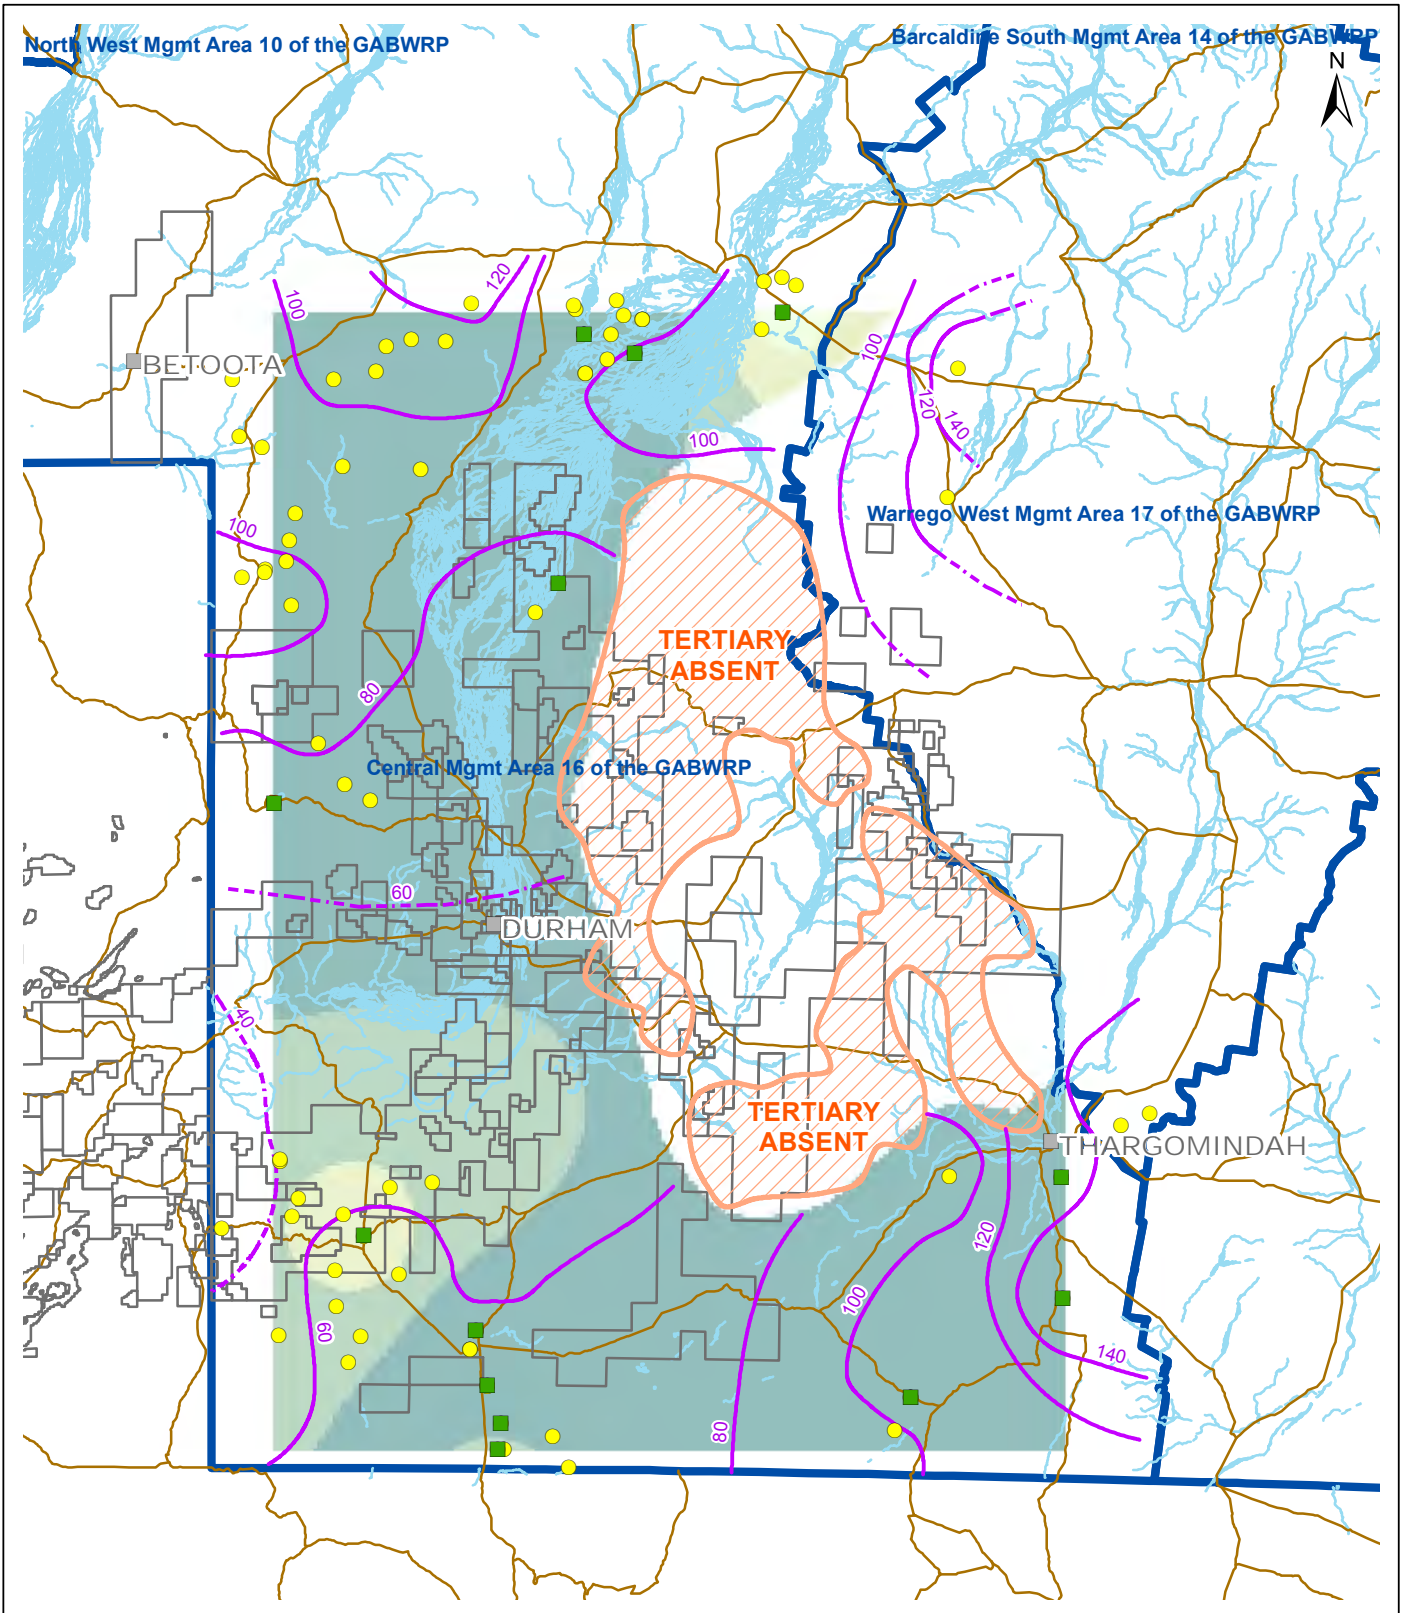 North West Mgmt Area 10 of the GABWRP
Barcaldine South Mgmt Area 14 of the GABWRP
N
120
100
100
BETOOTA
120
140
100
Warrego West Mgmt Area 17 of the GABWRP
100
TERTIARY
ABSENT
80
Central Mgmt Area 16 of the GABWRP
60
DURHAM
40
TERTIARY
ABSENT
THARGOMINDAH
120
100
60
140
80